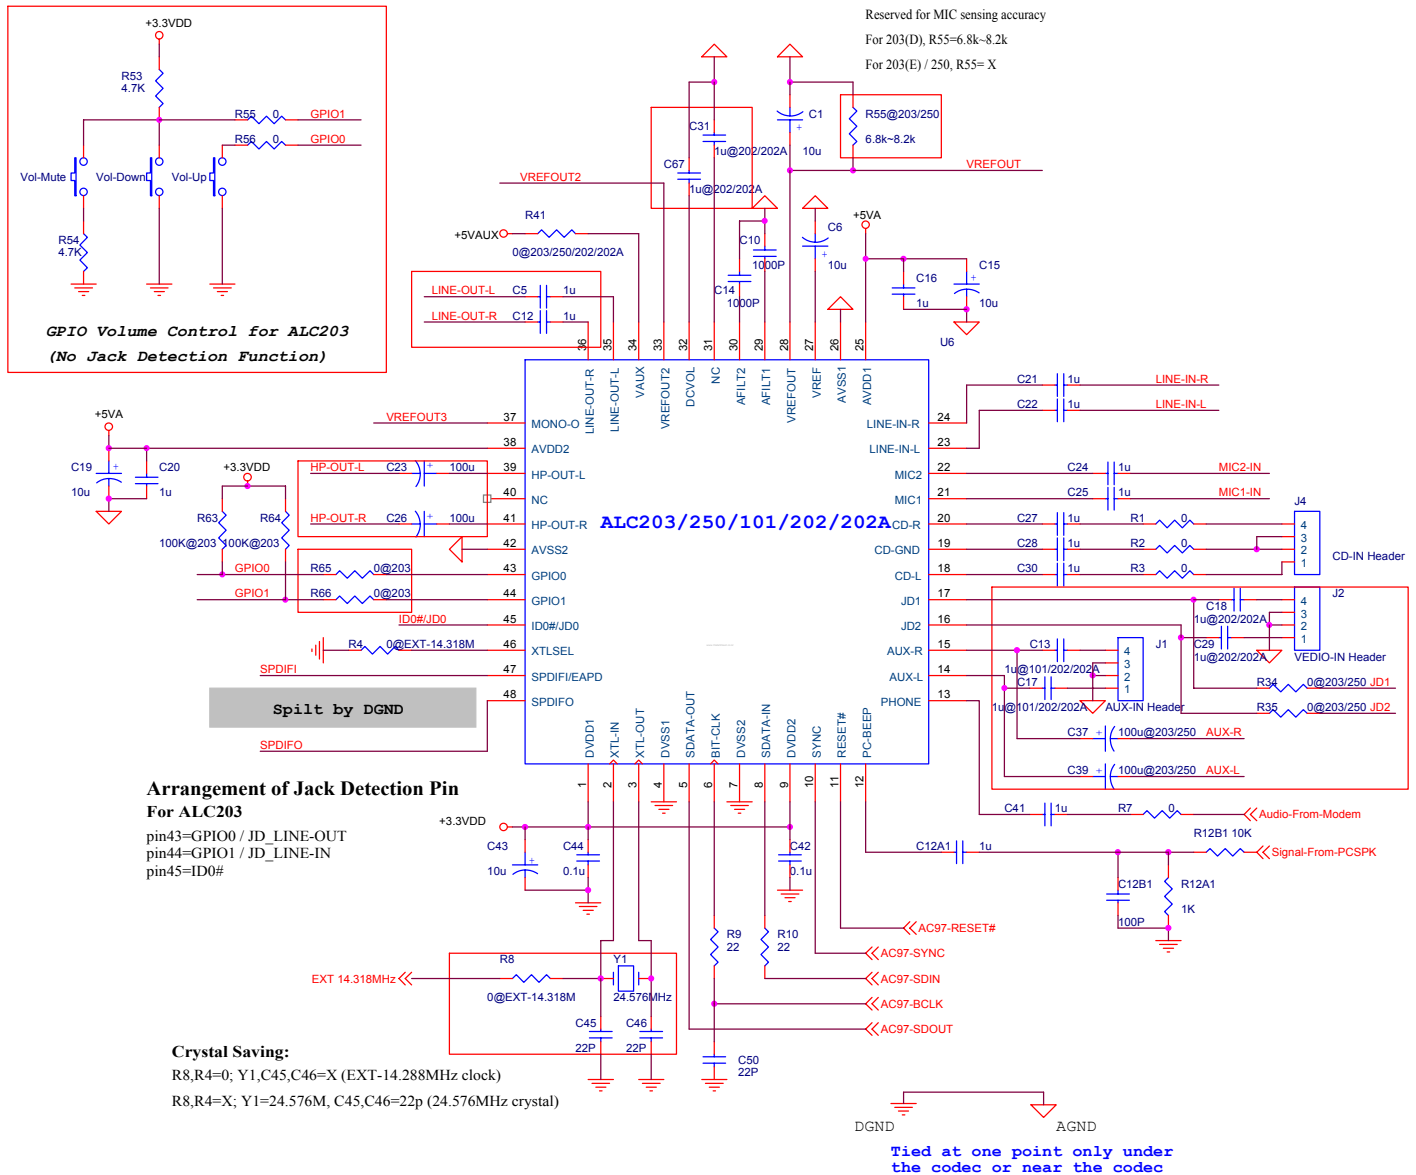 Reserved for MIC sensing accuracy
For 203(D), R55=6.8k~8.2k
For 203(E) / 250, R55= X
+3.3VDD
R53
4.7K
R55 0 GPIO1
R56 0 GPIO0
Vol-Mute Vol-Down Vol-Up
R54
4.7K
GPIO Volume Control for ALC203
(No Jack Detection Function)
C31
1u@202/202A
C67
1u@202/202A
C1
10u
R55@203/250
6.8k~8.2k
VREFOUT
VREFOUT2
R41
+5VAUX
0@203/250/202/202A
C10
1000P
C14
1000P
C6
10u
+5VA
C16
1u
C15
10u
U6
LINE-OUT-L C5 1u
LINE-OUT-R C12 1u
36 35 34 33 32 31 30 29 28 27 26 25
LINE-OUT-R
LINE-OUT-L
VAUX
VREFOUT2
DCVOL
NC
AFILT2
AFILT1
VREFOUT
VREF
AVSS1
AVDD1
+5VA
VREFOUT3 37 MONO-O
38 AVDD2
C19
10u
C20
1u
+3.3VDD
HP-OUT-L C23 + 100u 39 HP-OUT-L
40 NC
R63
100K@203
R64
100K@203
HP-OUT-R C26 + 100u 41 HP-OUT-R
42 AVSS2
GPIO0 R65 0@203 43 GPIO0
GPIO1 R66 0@203 44 GPIO1
ID0#/JD0 45 ID0#/JD0
R4 0@EXT-14.318M 46 XTLSEL
SPDIFI 47 SPDIFI/EAPD
48 SPDIFO
Spilt by DGND
SPDIFO
ALC203/250/101/202/202A
LINE-IN-R 24 C21 1u LINE-IN-R
LINE-IN-L 23 C22 1u LINE-IN-L
MIC2 22 C24 1u MIC2-IN
MIC1 21 C25 1u MIC1-IN
CD-R 20 C27 1u R1 0
CD-GND 19 C28 1u R2 0
CD-L 18 C30 1u R3 0
J4
4
3
2
1
CD-IN Header
JD1 17
JD2 16
AUX-R 15
AUX-L 14
PHONE 13
C18
1u@202/202A
C29
1u@202/202A
J2
4
3
2
1
VEDIO-IN Header
C13
1u@101/202/202A
C17
1u@101/202/202A
J1
4
3
2
1
AUX-IN Header
R34 0@203/250 JD1
R35 0@203/250 JD2
C37 + 100u@203/250 AUX-R
C39 + 100u@203/250 AUX-L
C41 1u R7 0 Audio-From-Modem
R12B1 10K
C12A1 1u Signal-From-PCSPK
C12B1
100P
R12A1
1K
DVDD1
XTL-IN
XTL-OUT
DVSS1
SDATA-OUT
BIT-CLK
DVSS2
SDATA-IN
DVDD2
SYNC
RESET#
PC-BEEP
1 2 3 4 5 6 7 8 9 10 11 12
Arrangement of Jack Detection Pin
For ALC203
pin43=GPIO0 / JD_LINE-OUT
pin44=GPIO1 / JD_LINE-IN
pin45=ID0#
+3.3VDD
C43
10u
C44
0.1u
C42
0.1u
R9
22
R10
22
AC97-RESET#
AC97-SYNC
AC97-SDIN
AC97-BCLK
AC97-SDOUT
EXT 14.318MHz
R8
0@EXT-14.318M
Y1
24.576MHz
C45
22P
C46
22P
C50
22P
Crystal Saving:
R8,R4=0; Y1,C45,C46=X (EXT-14.288MHz clock)
R8,R4=X; Y1=24.576M, C45,C46=22p (24.576MHz crystal)
DGND AGND
Tied at one point only under
the codec or near the codec